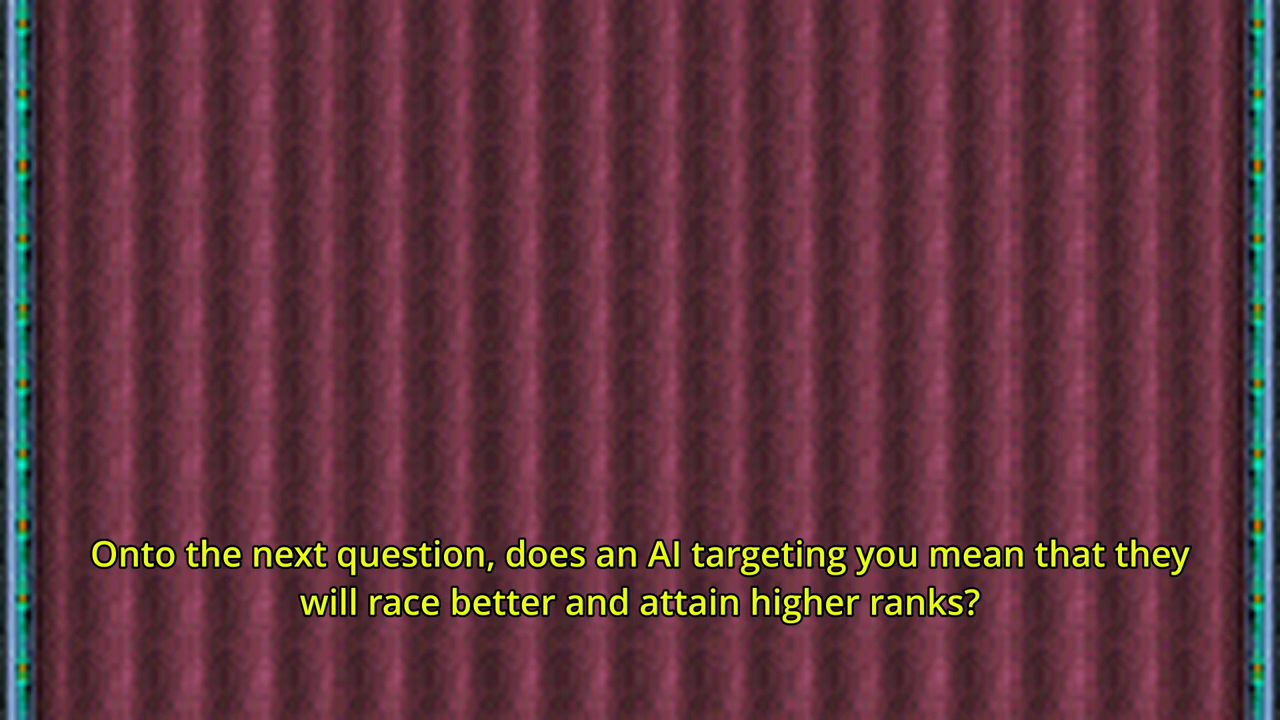 Onto the next question, does an AI targeting you mean that they
will race better and attain higher ranks?